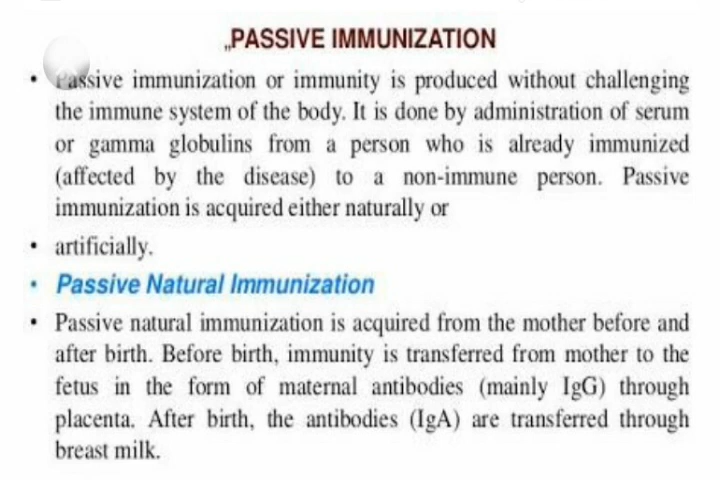 „PASSIVE IMMUNIZATION
• Passive immunization or immunity is produced without challenging
the immune system of the body. It is done by administration of serum
or gamma globulins from a person who is already immunized
(affected by the disease) to a non-immune person. Passive
immunization is acquired either naturally or
• artificially.
• Passive Natural Immunization
• Passive natural immunization is acquired from the mother before and
after birth. Before birth, immunity is transferred from mother to the
fetus in the form of maternal antibodies (mainly IgG) through
placenta. After birth, the antibodies (IgA) are transferred through
breast milk.